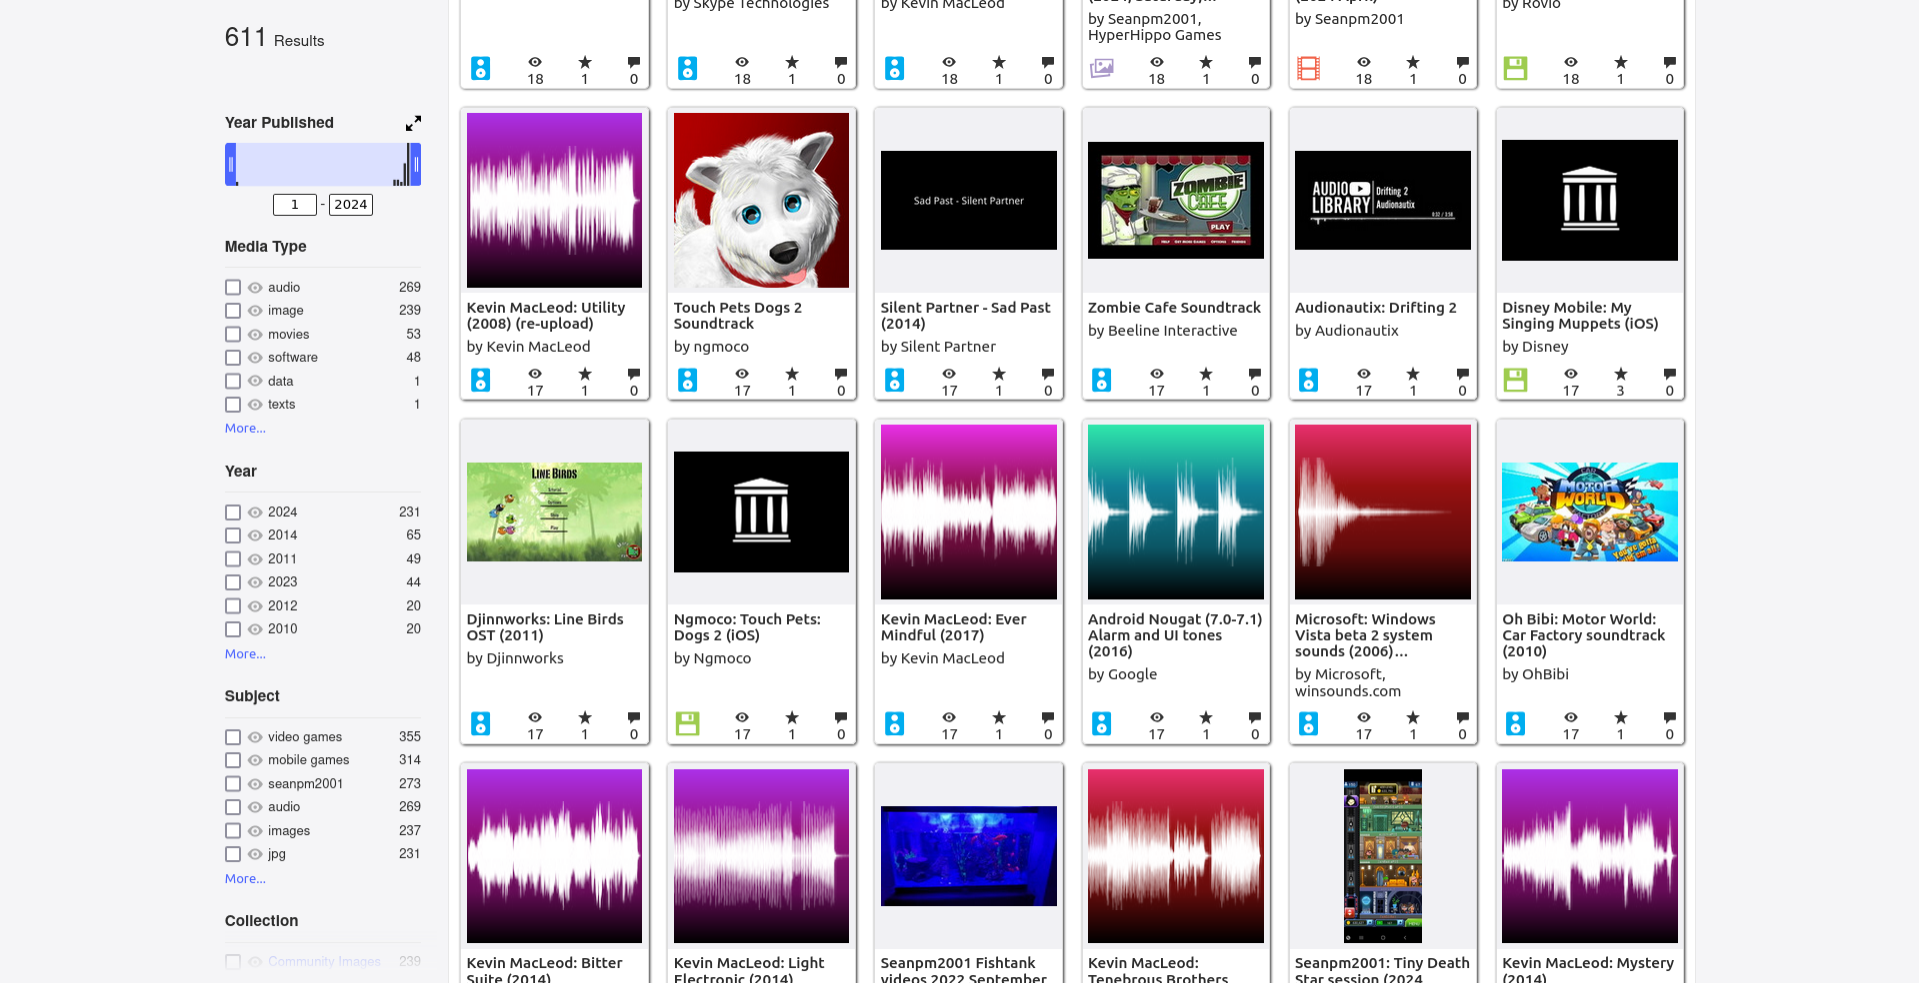 611 Results
Year Published
1 - 2024
Media Type
audio 269
image 239
movies 53
software 48
data 1
texts 1
More...
Year
2024 231
2014 65
2011 49
2023 44
2012 20
2010 20
More...
Subject
video games 355
mobile games 314
seanpm2001 273
audio 269
images 237
jpg 231
More...
Collection
Community Images 239
by Skype Technologies
by Kevin MacLeod
by Seanpm2001,
HyperHippo Games
by Seanpm2001
by Rovio
18 1 0
18 1 0
18 1 0
18 1 0
18 1 0
18 1 0
Kevin MacLeod: Utility
(2008) (re-upload)
by Kevin MacLeod
17 1 0
Touch Pets Dogs 2
Soundtrack
by ngmoco
17 1 0
Sad Past - Silent Partner
Silent Partner - Sad Past
(2014)
by Silent Partner
17 1 0
ZOMBIE
CAFE
PLAY
Zombie Cafe Soundtrack
by Beeline Interactive
17 1 0
AUDIO
LIBRARY
Drifting 2
Audionautix
Audionautix: Drifting 2
by Audionautix
17 1 0
Disney Mobile: My
Singing Muppets (iOS)
by Disney
17 3 0
LINE BIRDS
Djinnworks: Line Birds
OST (2011)
by Djinnworks
17 1 0
Ngmoco: Touch Pets:
Dogs 2 (iOS)
by Ngmoco
17 1 0
Kevin MacLeod: Ever
Mindful (2017)
by Kevin MacLeod
17 1 0
Android Nougat (7.0-7.1)
Alarm and UI tones
(2016)
by Google
17 1 0
Microsoft: Windows
Vista beta 2 system
sounds (2006)...
by Microsoft,
winsounds.com
17 1 0
MOTOR
WORLD
Oh Bibi: Motor World:
Car Factory soundtrack
(2010)
by OhBibi
17 1 0
Kevin MacLeod: Bitter
Suite (2014)
Kevin MacLeod: Light
Electronic (2014)
Seanpm2001 Fishtank
videos 2022 September
Kevin MacLeod:
Tenebrous Brothers
Seanpm2001: Tiny Death
Star session (2024
Kevin MacLeod: Mystery
(2014)